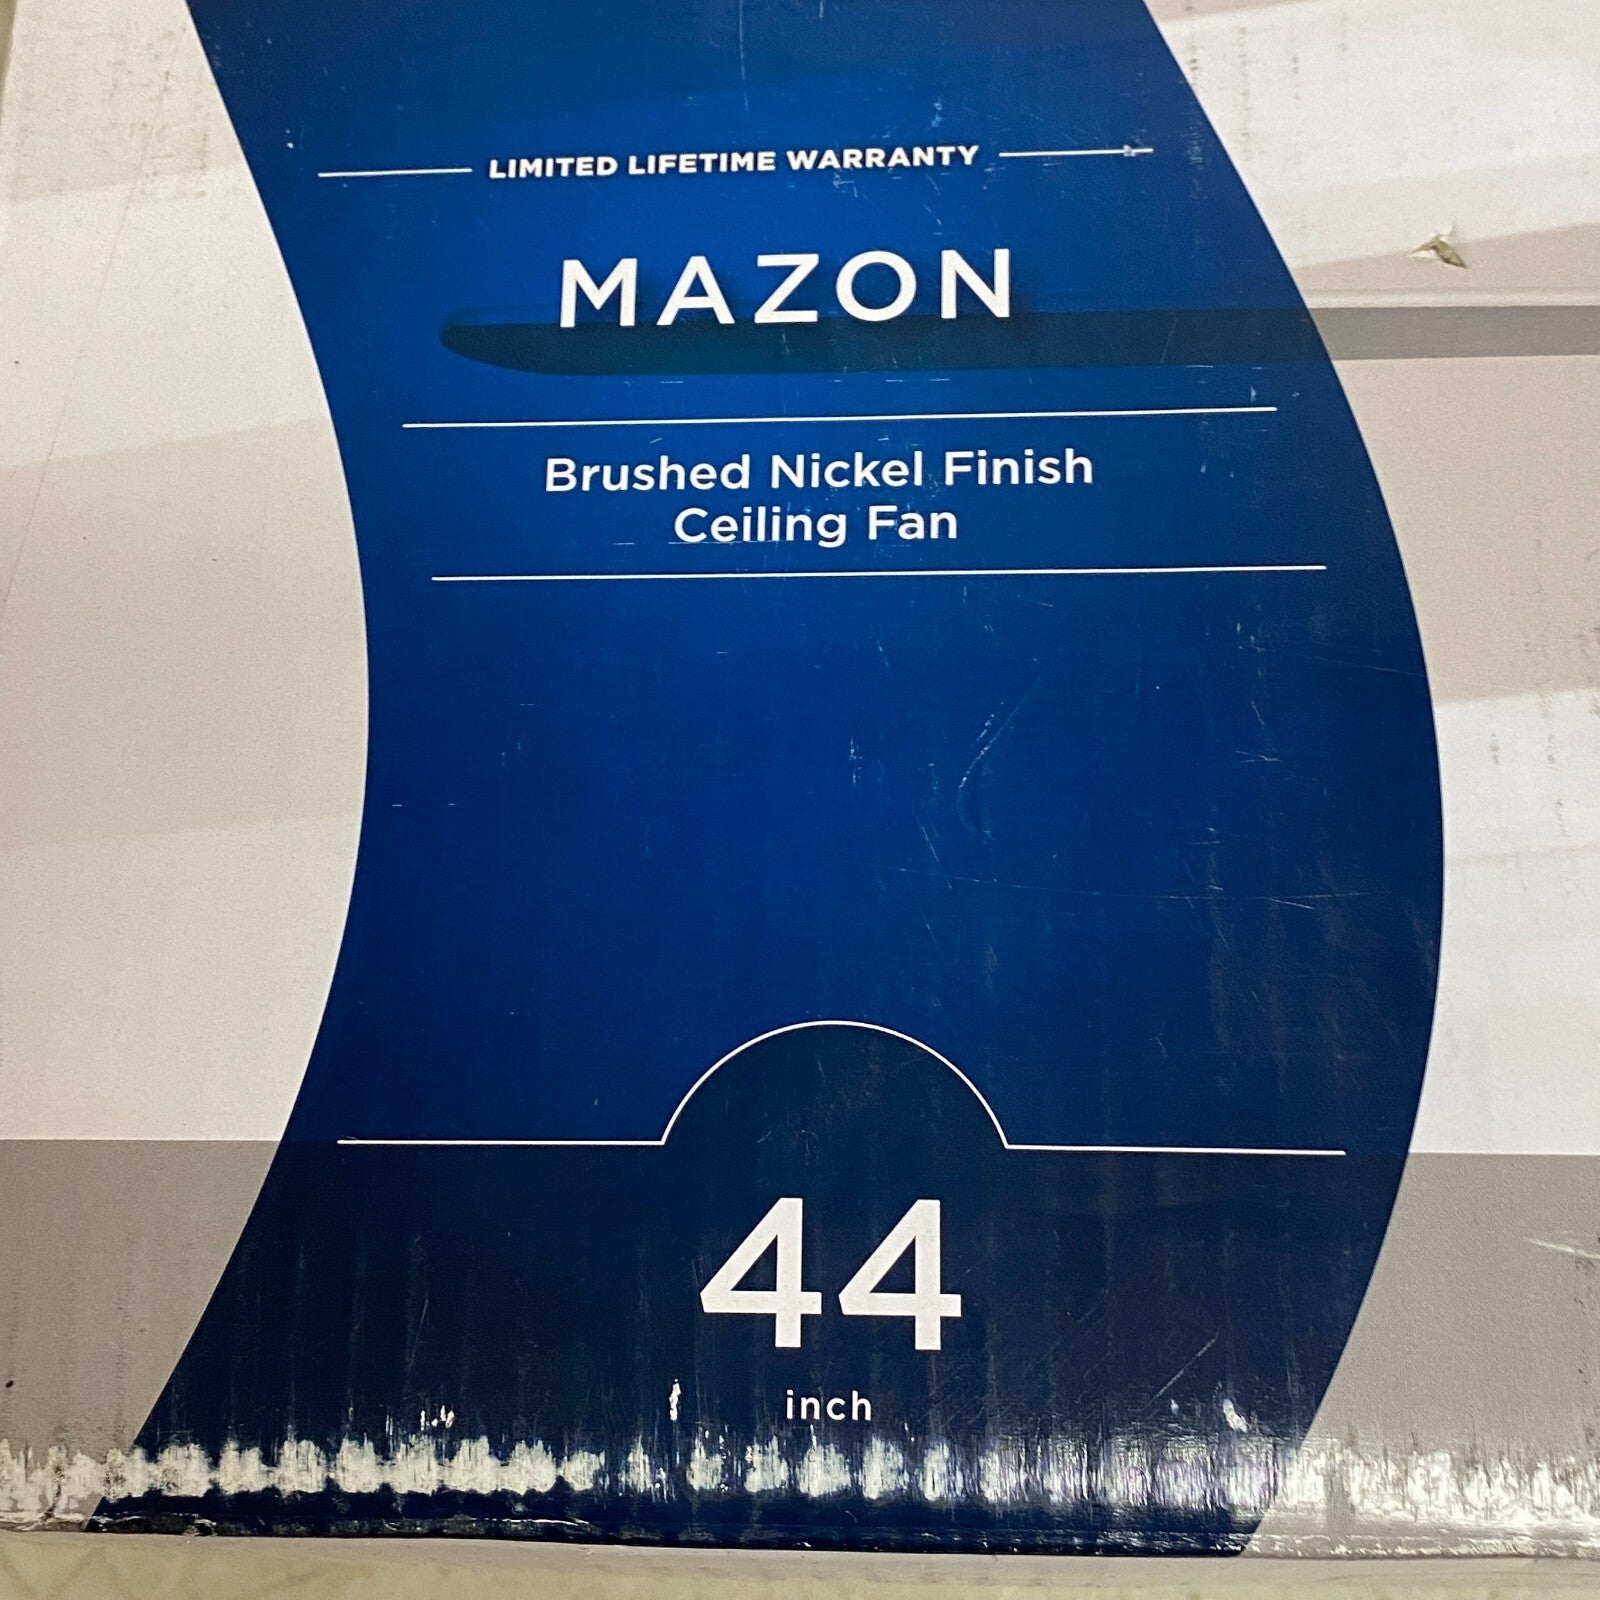 LIMITED LIFETIME WARRANTY
MAZON
Brushed Nickel Finish
Ceiling Fan
44
inch